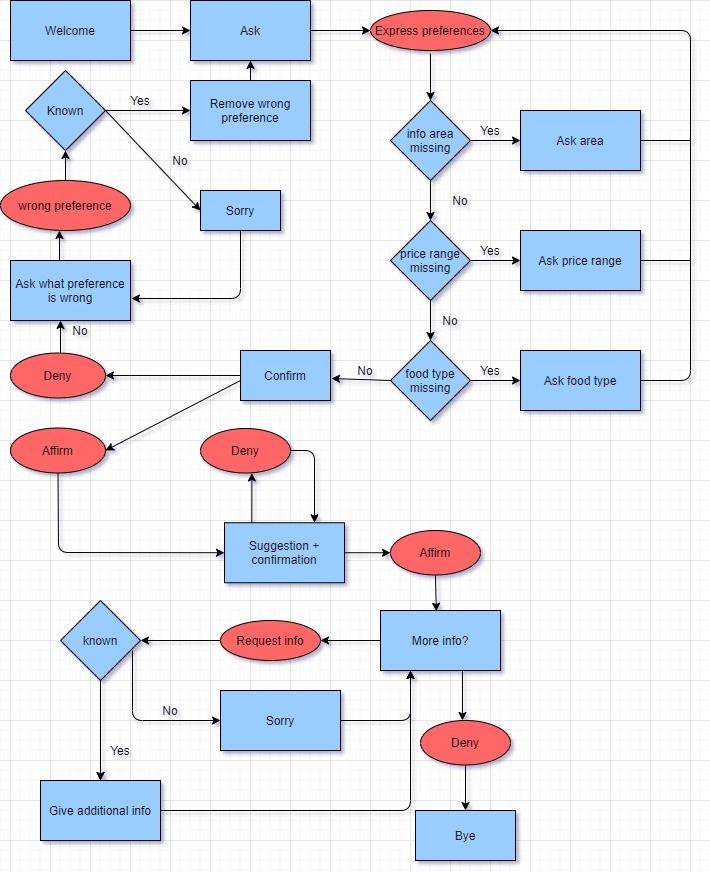 Welcome
Ask
Express preferences
Known
Yes
Remove wrong
preference
info area
missing
Yes
Ask area
No
wrong preference
Sorry
No
price range
missing
Yes
Ask price range
Ask what preference
is wrong
No
No
Deny
Confirm
No
food type
missing
Yes
Ask food type
Affirm
Deny
Suggestion +
confirmation
Affirm
known
Request info
More info?
No
Sorry
Yes
Deny
Give additional info
Bye